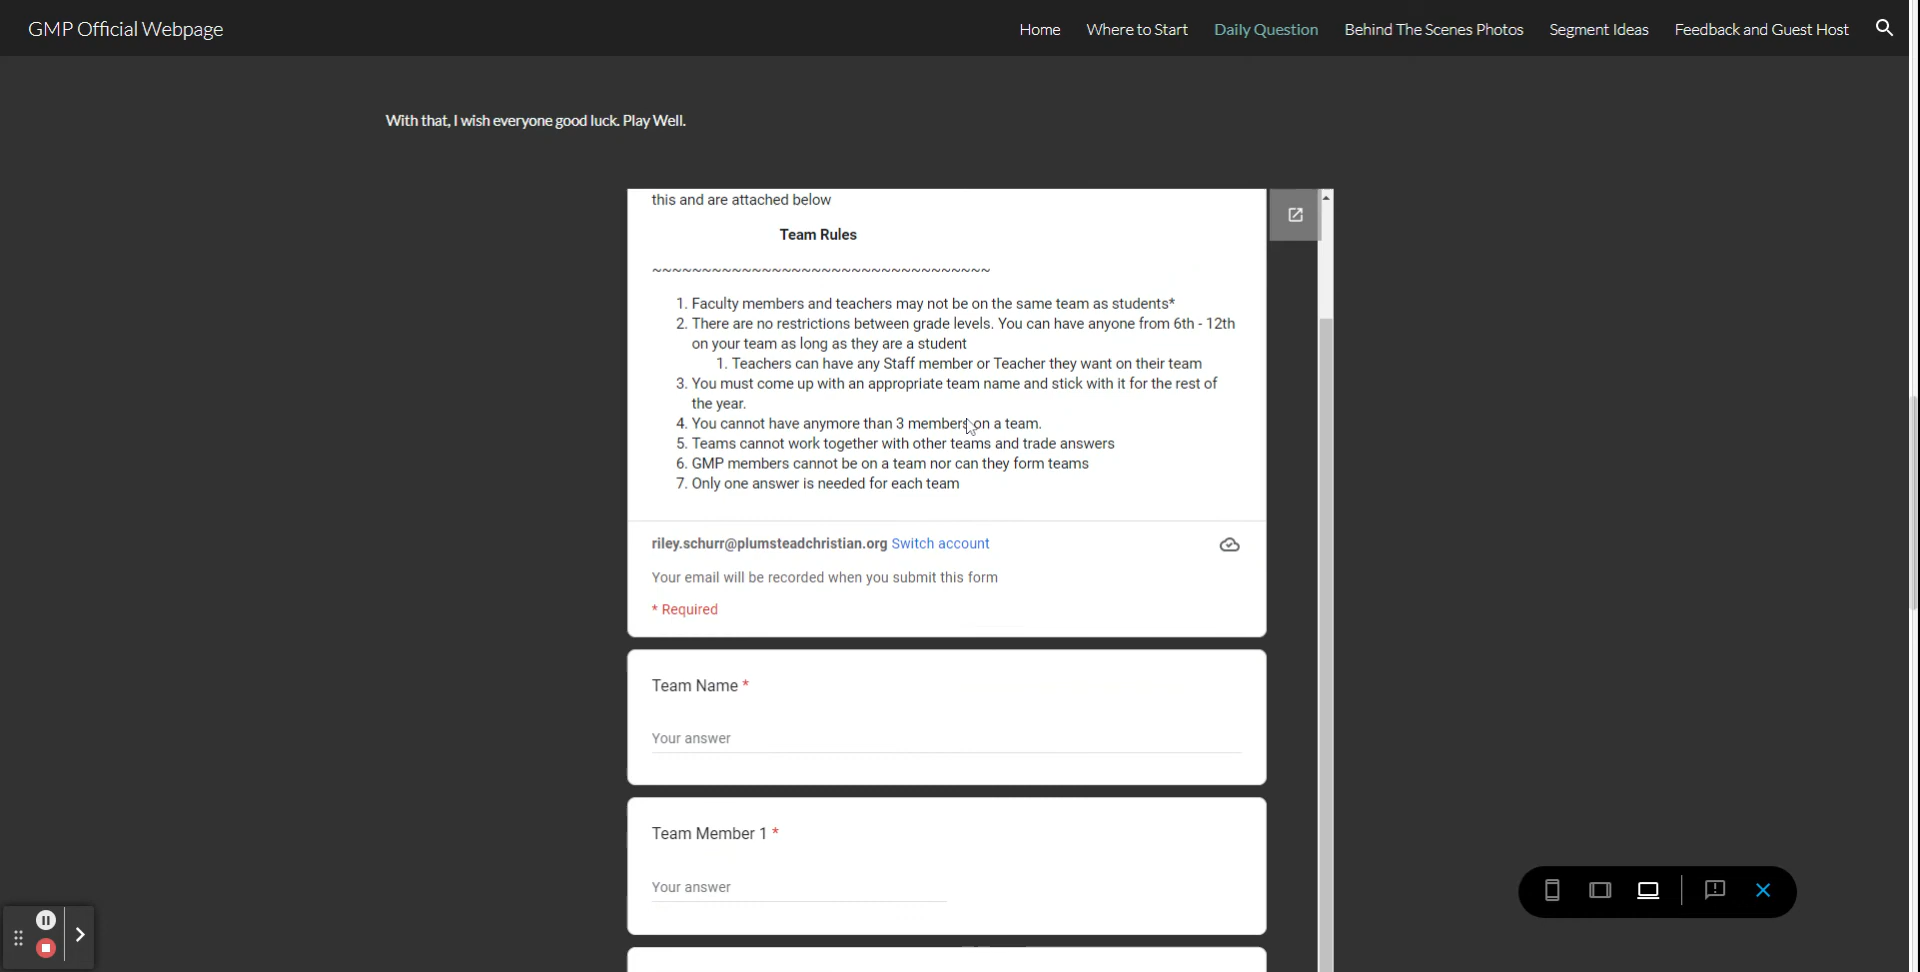 GMP Official Webpage
Home Where to Start Daily Question Behind The Scenes Photos Segment Ideas Feedback and Guest Host
With that, I wish everyone good luck. Play Well.
this and are attached below
Team Rules
~~~~~~~~~~~~~~~~~~~~~~~~~~~~~~~~~~
1. Faculty members and teachers may not be on the same team as students*
2. There are no restrictions between grade levels. You can have anyone from 6th - 12th
on your team as long as they are a student
1. Teachers can have any Staff member or Teacher they want on their team
3. You must come up with an appropriate team name and stick with it for the rest of
the year.
4. You cannot have anymore than 3 members on a team.
5. Teams cannot work together with other teams and trade answers
6. GMP members cannot be on a team nor can they form teams
7. Only one answer is needed for each team
riley.schurr@plumsteadchristian.org Switch account
Your email will be recorded when you submit this form
* Required
Team Name *
Your answer
Team Member 1 *
Your answer